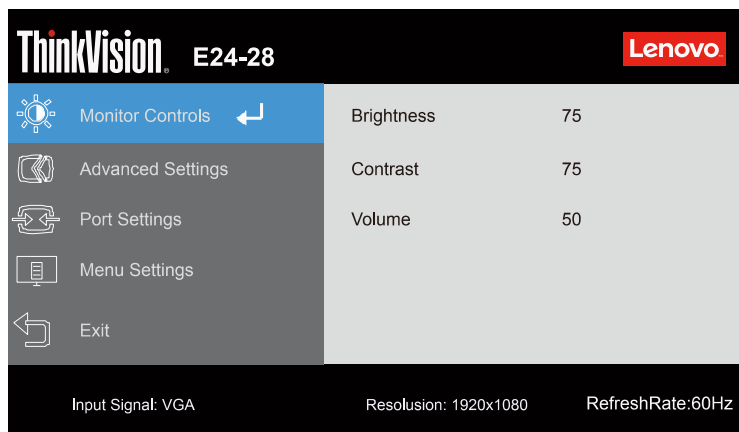 ThinkVision® E24-28 Lenovo
Monitor Controls Brightness 75
Advanced Settings Contrast 75
Port Settings Volume 50
Menu Settings
Exit
Input Signal: VGA Resolusion: 1920x1080 RefreshRate:60Hz